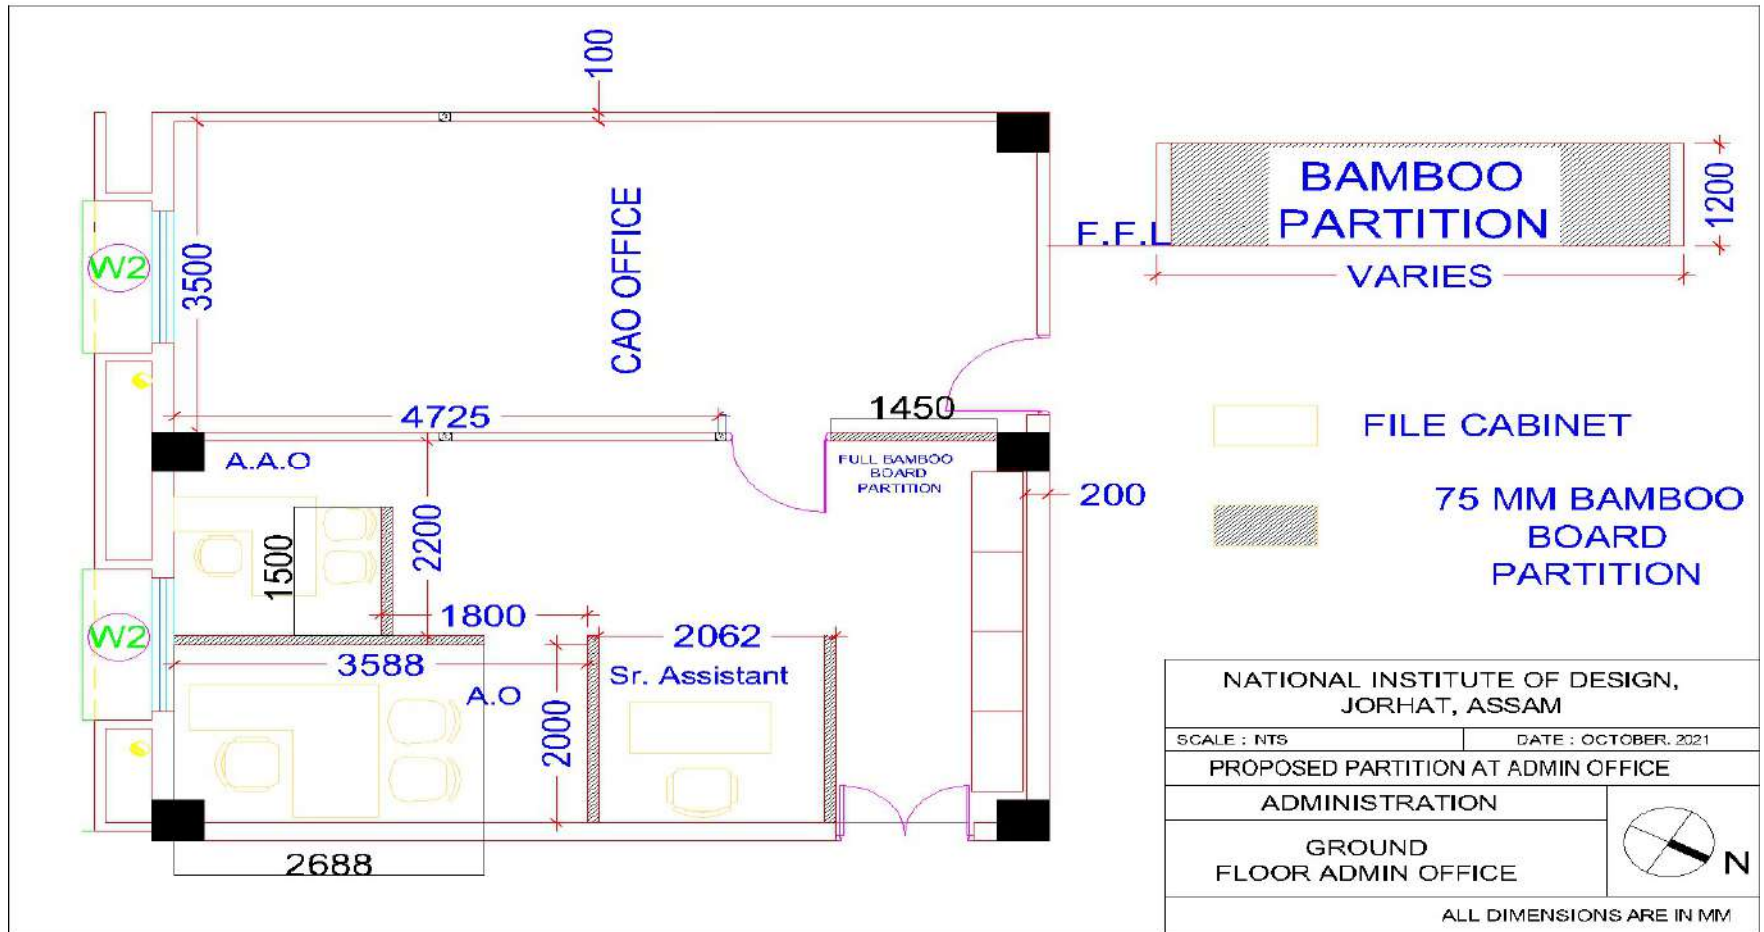 100
3500
W2
CAO OFFICE
4725
1450
A.A.O
FULL BAMBOO
BOARD
PARTITION
200
1500
2200
1800
W2
3588
2062
A.O
Sr. Assistant
2000
2688
BAMBOO
PARTITION
1200
F.F.L
VARIES
FILE CABINET
75 MM BAMBOO
BOARD
PARTITION
NATIONAL INSTITUTE OF DESIGN,
JORHAT, ASSAM
SCALE : NTS
DATE : OCTOBER. 2021
PROPOSED PARTITION AT ADMIN OFFICE
ADMINISTRATION
GROUND
FLOOR ADMIN OFFICE
N
ALL DIMENSIONS ARE IN MM